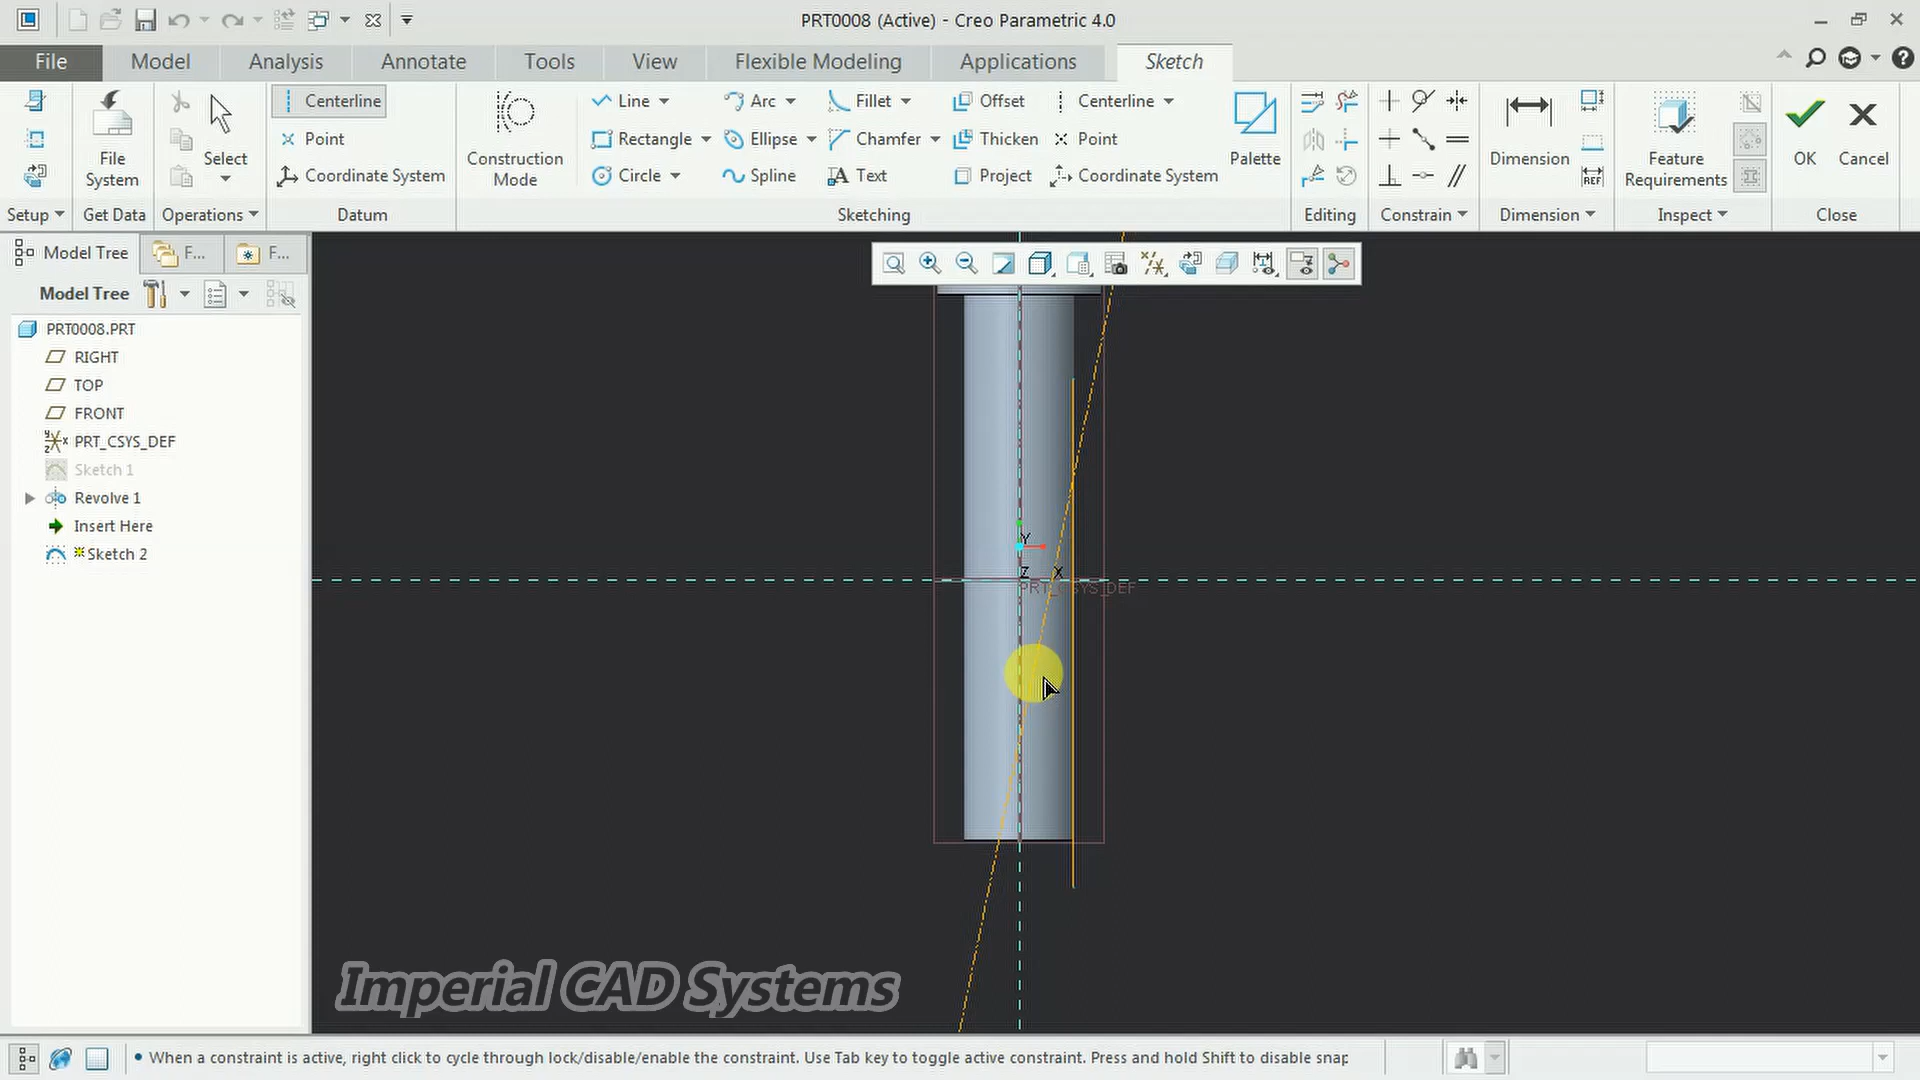 PRT0008 (Active) - Creo Parametric 4.0
File Model Analysis Annotate Tools View Flexible Modeling Applications Sketch
Centerline Line Arc Fillet Offset Centerline
Point Rectangle Ellipse Chamfer Thicken Point
File System Select Construction Mode Palette Dimension Feature Requirements OK Cancel
REF
Coordinate System Circle Spline Text Project Coordinate System
Setup Get Data Operations Datum Sketching Editing Constrain Dimension Inspect Close
Model Tree F... F...
Model Tree
PRT0008.PRT
RIGHT
TOP
FRONT
PRT_CSYS_DEF
Sketch 1
Revolve 1
Insert Here
Sketch 2
Y
Z X
PRT_CSYS_DEF
Imperial CAD Systems
• When a constraint is active, right click to cycle through lock/disable/enable the constraint. Use Tab key to toggle active constraint. Press and hold Shift to disable snap